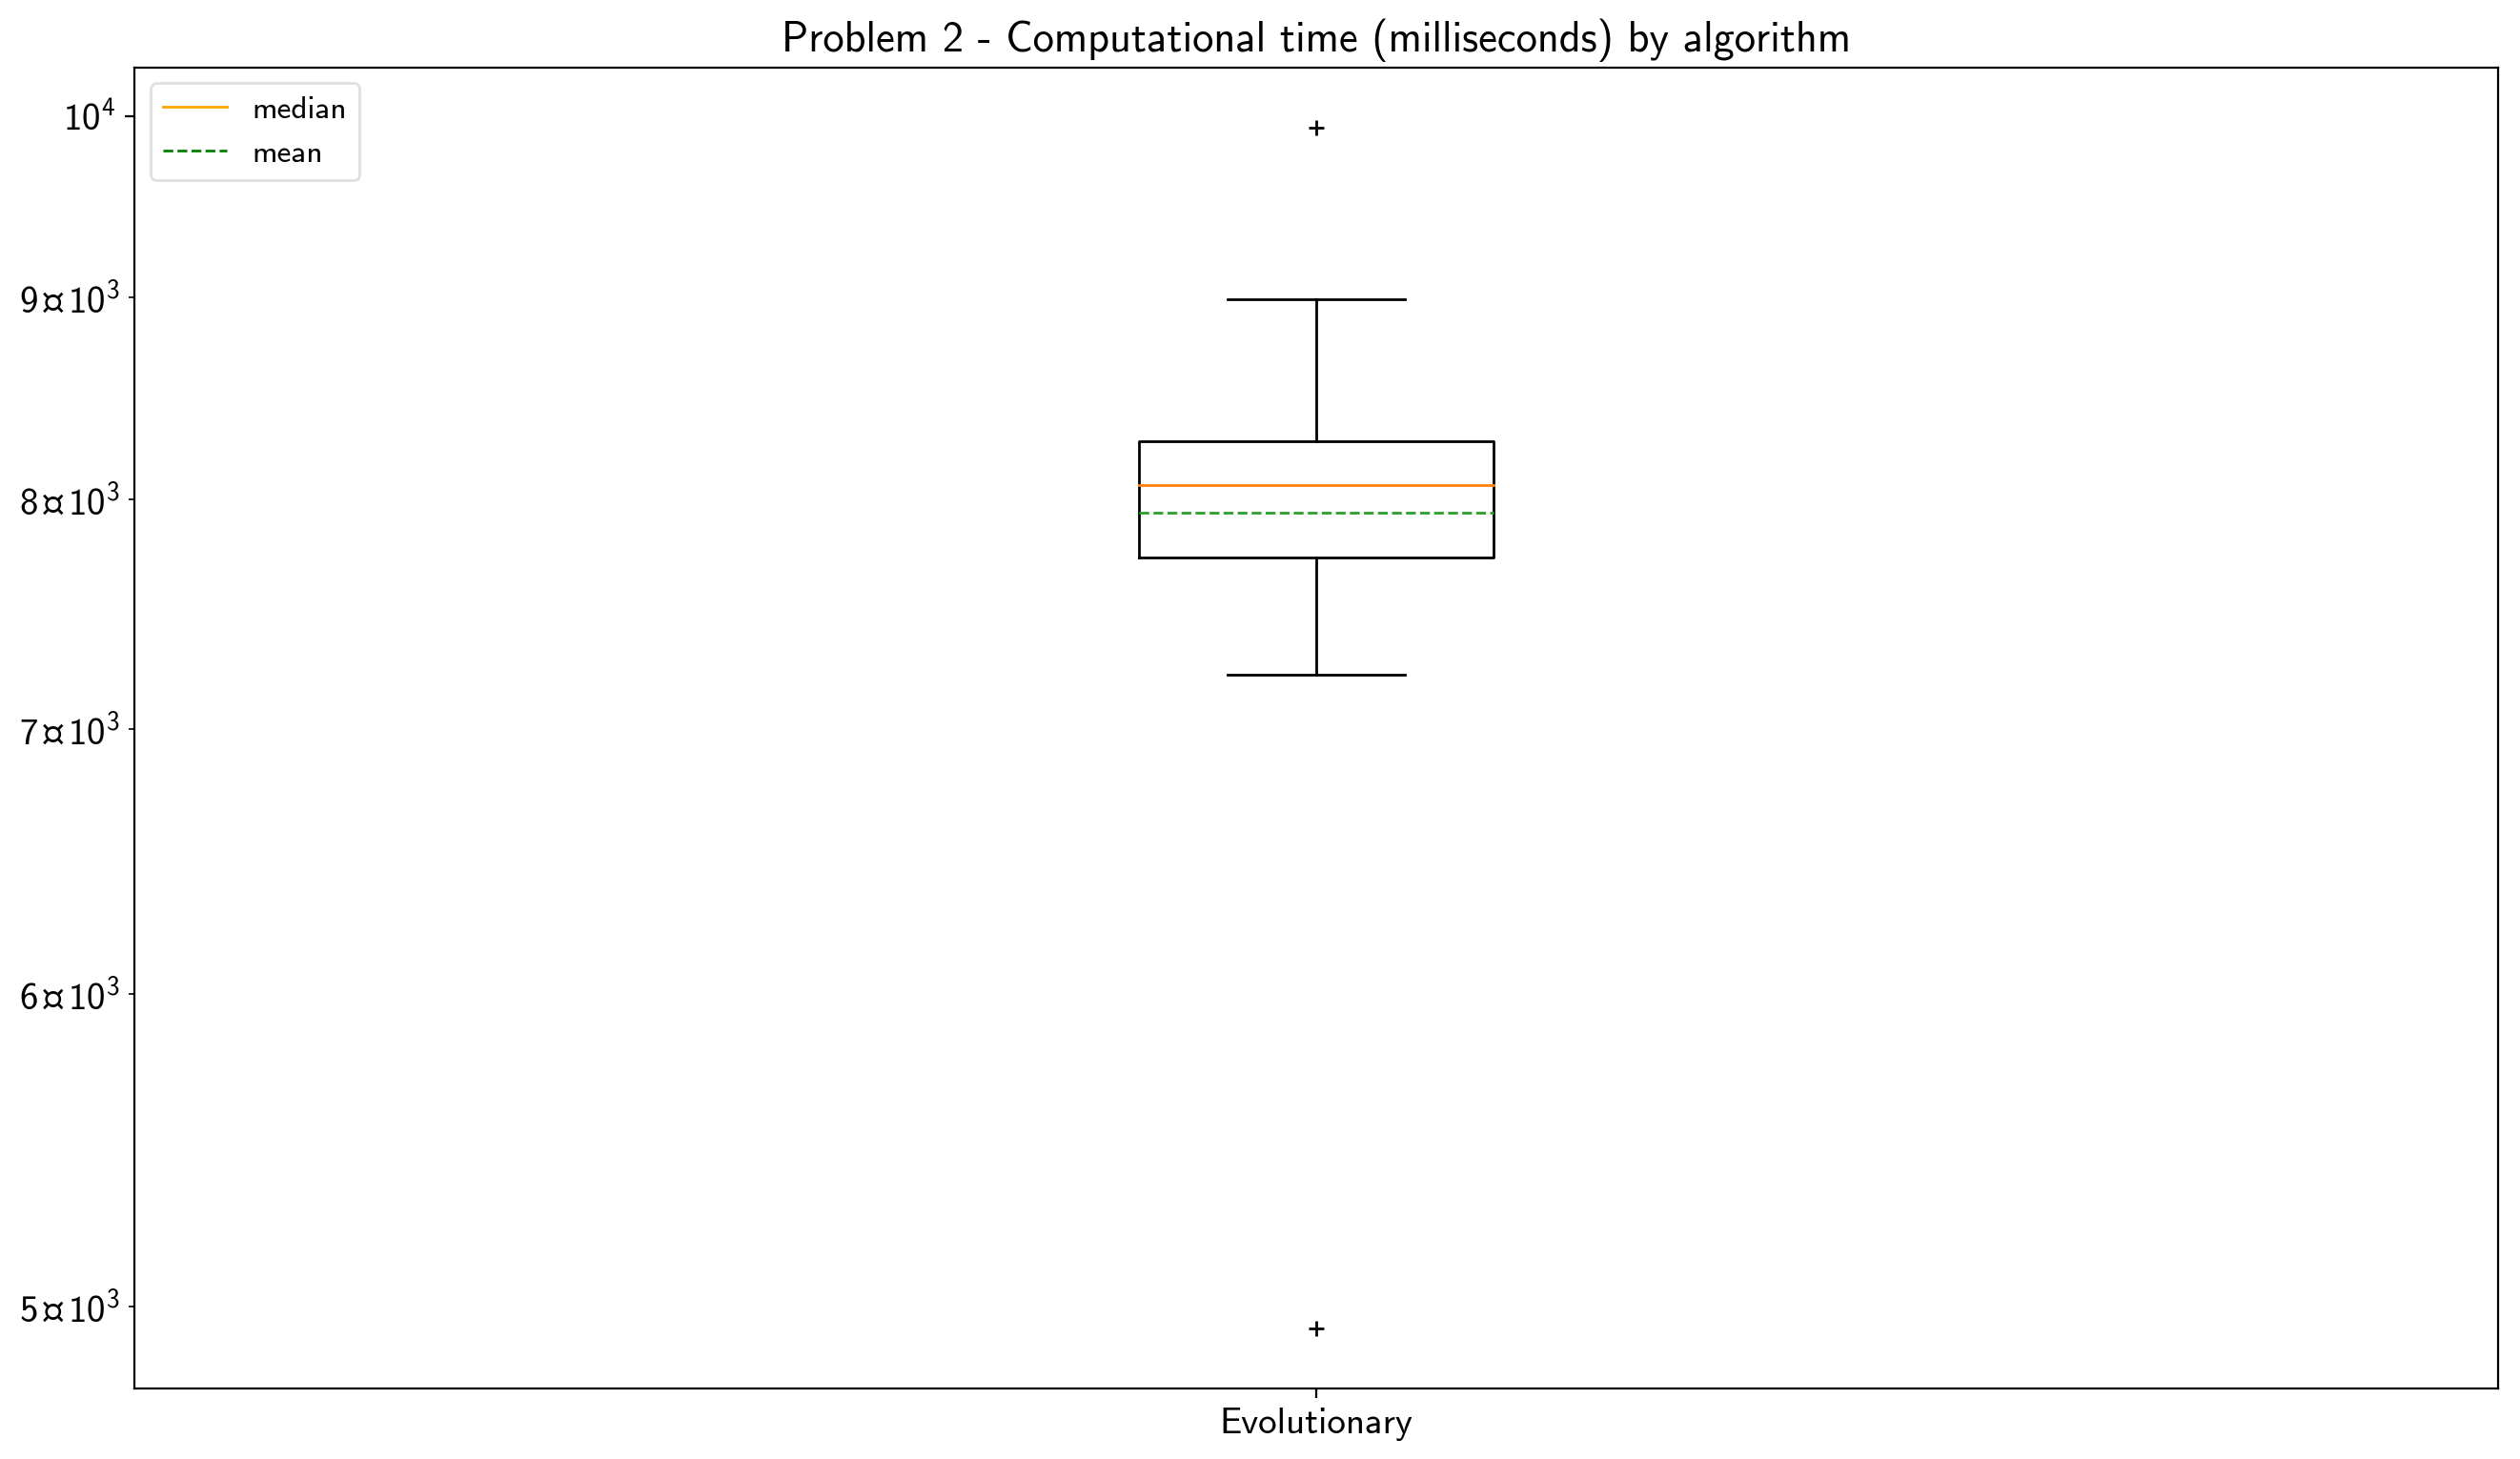 Problem 2 - Computational time (milliseconds) by algorithm
median
mean
10⁴
9¤10³
8¤10³
7¤10³
6¤10³
5¤10³
Evolutionary